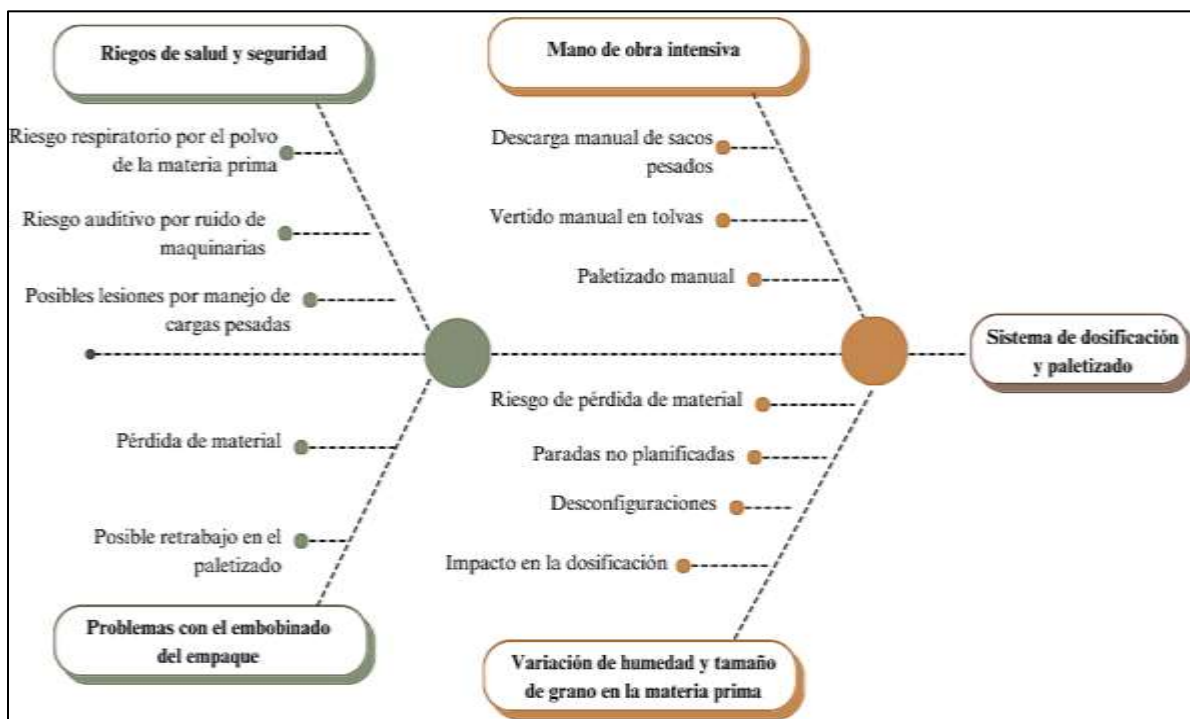 Riegos de salud y seguridad
Riesgo respiratorio por el polvo
de la materia prima
Riesgo auditivo por ruido de
maquinarias
Posibles lesiones por manejo de
cargas pesadas
Mano de obra intensiva
Descarga manual de sacos
pesados
Vertido manual en tolvas
Paletizado manual
Sistema de dosificación
y paletizado
Pérdida de material
Posible retrabajo en el
paletizado
Problemas con el embobinado
del empaque
Riesgo de pérdida de material
Paradas no planificadas
Desconfiguraciones
Impacto en la dosificación
Variación de humedad y tamaño
de grano en la materia prima